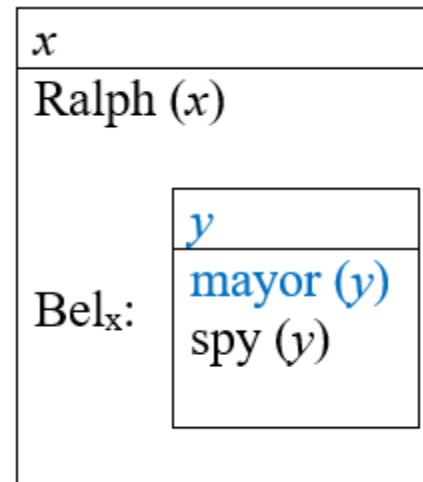 x
Ralph (x)
y
mayor (y)
Belₓ:
spy (y)